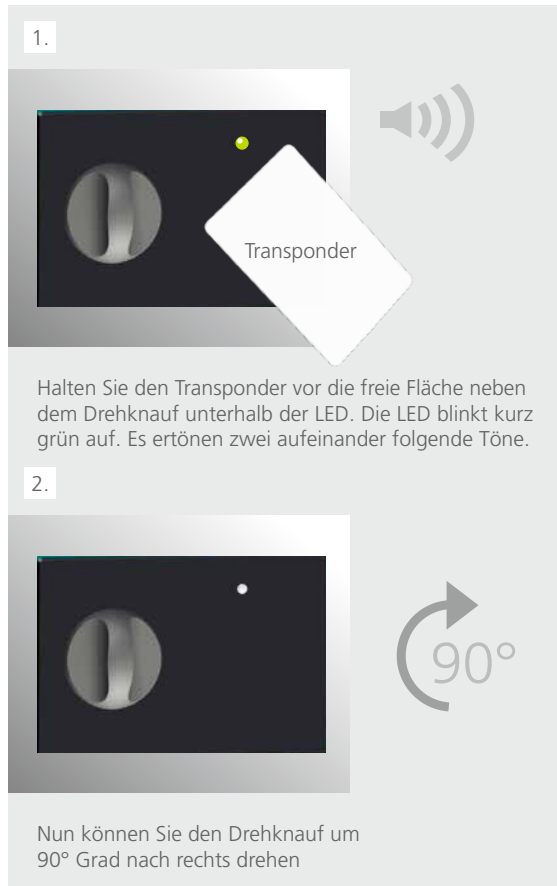 1.
Transponder
Halten Sie den Transponder vor die freie Fläche neben
dem Drehknauf unterhalb der LED. Die LED blinkt kurz
grün auf. Es ertönen zwei aufeinander folgende Töne.
2.
90°
Nun können Sie den Drehknauf um
90° Grad nach rechts drehen